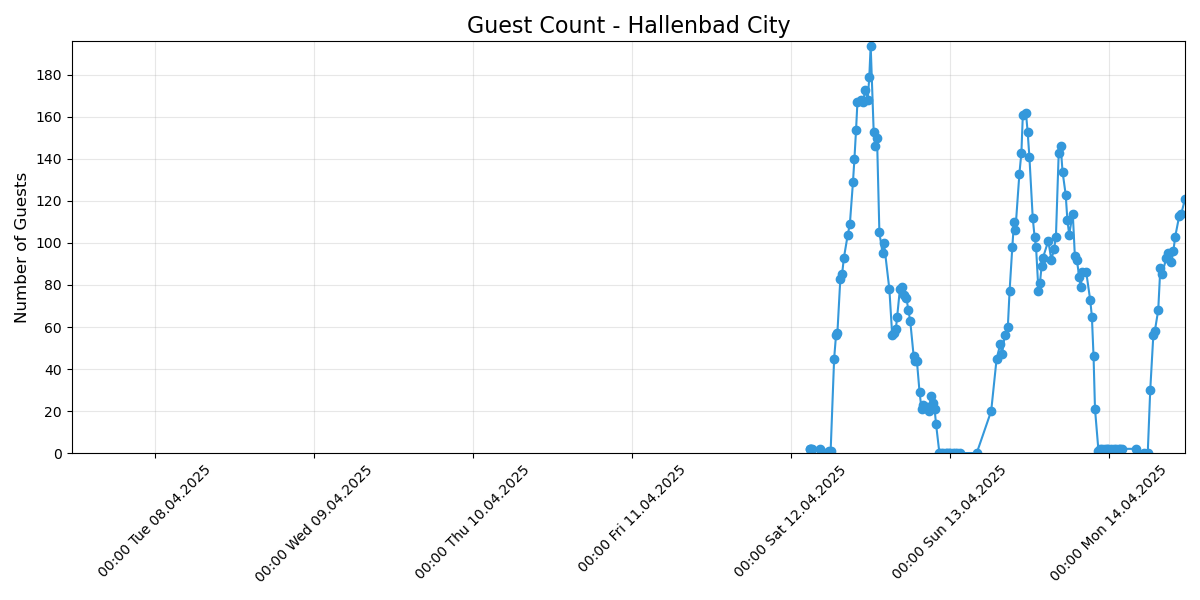 Guest Count - Hallenbad City
Number of Guests
180
160
140
120
100
80
60
40
20
0
00:00 Tue 08.04.2025
00:00 Wed 09.04.2025
00:00 Thu 10.04.2025
00:00 Fri 11.04.2025
00:00 Sat 12.04.2025
00:00 Sun 13.04.2025
00:00 Mon 14.04.2025